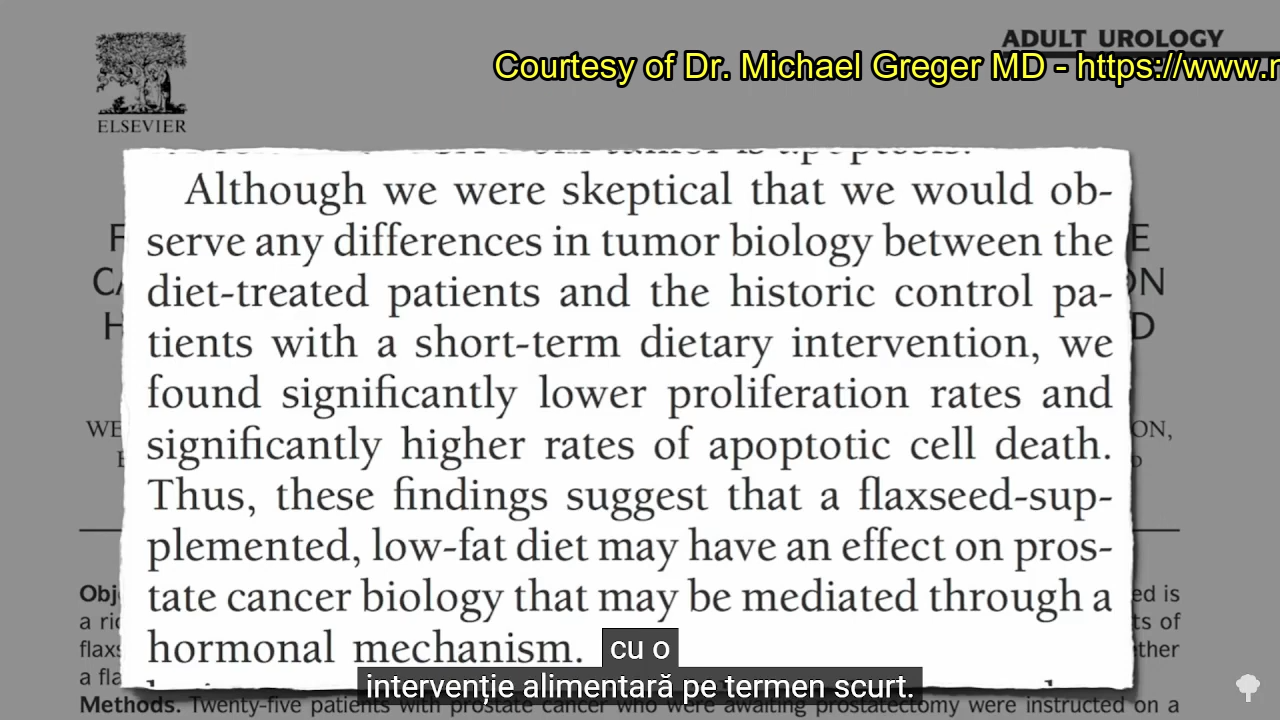 ADULT UROLOGY
Courtesy of Dr. Michael Greger MD - https://www.
ELSEVIER
Although we were skeptical that we would ob-
serve any differences in tumor biology between the
diet-treated patients and the historic control pa-
tients with a short-term dietary intervention, we
found significantly lower proliferation rates and
significantly higher rates of apoptotic cell death.
Thus, these findings suggest that a flaxseed-sup-
plemented, low-fat diet may have an effect on pros-
tate cancer biology that may be mediated through a
hormonal mechanism.
cu o
intervenție alimentară pe termen scurt.
Methods. Twenty-five patients with prostate cancer who were awaiting prostatectomy were instructed on a